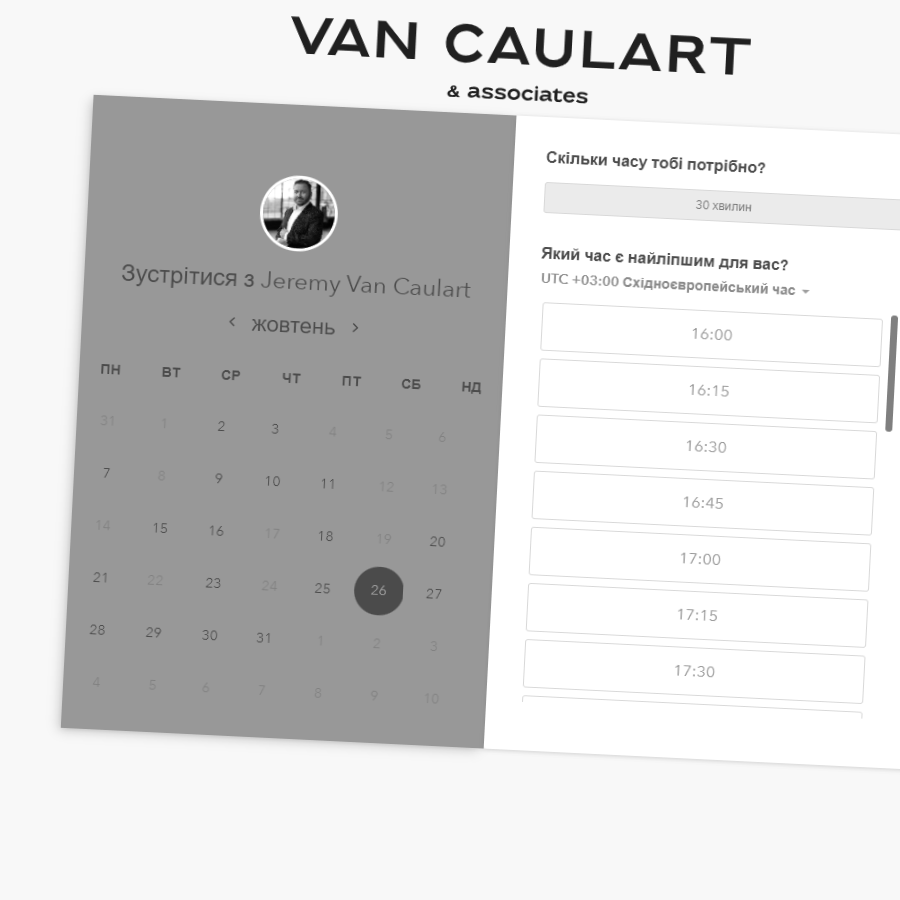 VAN CAULART
& associates
Зустрітися з Jeremy Van Caulart
‹ жовтень ›
ПН ВТ СР ЧТ ПТ СБ НД
31 1 2 3 4 5 6
7 8 9 10 11 12 13
14 15 16 17 18 19 20
21 22 23 24 25 26 27
28 29 30 31 1 2 3
4 5 6 7 8 9 10
Скільки часу тобі потрібно?
30 хвилин
Який час є найліпшим для вас?
UTC +03:00 Східноєвропейський час
16:00
16:15
16:30
16:45
17:00
17:15
17:30